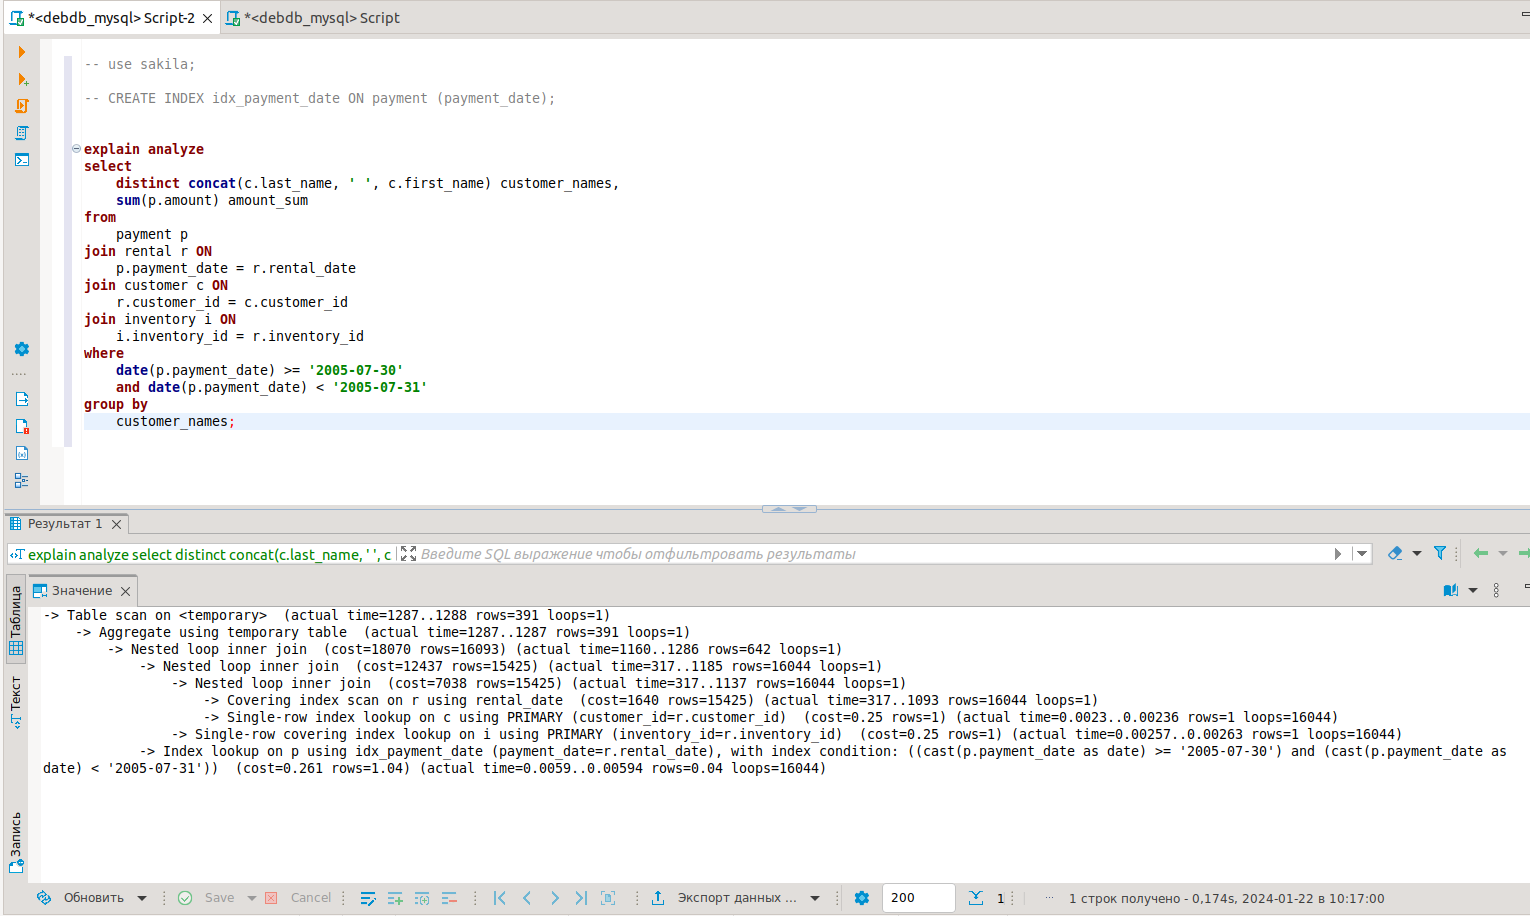 *<debdb_mysql> Script-2
*<debdb_mysql> Script
-- use sakila;
-- CREATE INDEX idx_payment_date ON payment (payment_date);
explain analyze
select
distinct concat(c.last_name, ' ', c.first_name) customer_names,
sum(p.amount) amount_sum
from
payment p
join rental r ON
p.payment_date = r.rental_date
join customer c ON
r.customer_id = c.customer_id
join inventory i ON
i.inventory_id = r.inventory_id
where
date(p.payment_date) >= '2005-07-30'
and date(p.payment_date) < '2005-07-31'
group by
customer_names;
Результат 1
explain analyze select distinct concat(c.last_name, ' ', c
Введите SQL выражение чтобы отфильтровать результаты
Таблица
Текст
Запись
Значение
-> Table scan on <temporary>  (actual time=1287..1288 rows=391 loops=1)
-> Aggregate using temporary table  (actual time=1287..1287 rows=391 loops=1)
-> Nested loop inner join  (cost=18070 rows=16093) (actual time=1160..1286 rows=642 loops=1)
-> Nested loop inner join  (cost=12437 rows=15425) (actual time=317..1185 rows=16044 loops=1)
-> Nested loop inner join  (cost=7038 rows=15425) (actual time=317..1137 rows=16044 loops=1)
-> Covering index scan on r using rental_date  (cost=1640 rows=15425) (actual time=317..1093 rows=16044 loops=1)
-> Single-row index lookup on c using PRIMARY (customer_id=r.customer_id)  (cost=0.25 rows=1) (actual time=0.0023..0.00236 rows=1 loops=16044)
-> Single-row covering index lookup on i using PRIMARY (inventory_id=r.inventory_id)  (cost=0.25 rows=1) (actual time=0.00257..0.00263 rows=1 loops=16044)
-> Index lookup on p using idx_payment_date (payment_date=r.rental_date), with index condition: ((cast(p.payment_date as date) >= '2005-07-30') and (cast(p.payment_date as
date) < '2005-07-31'))  (cost=0.261 rows=1.04) (actual time=0.0059..0.00594 rows=0.04 loops=16044)
Обновить
Save
Cancel
Экспорт данных ...
200
1
1 строк получено - 0,174s, 2024-01-22 в 10:17:00